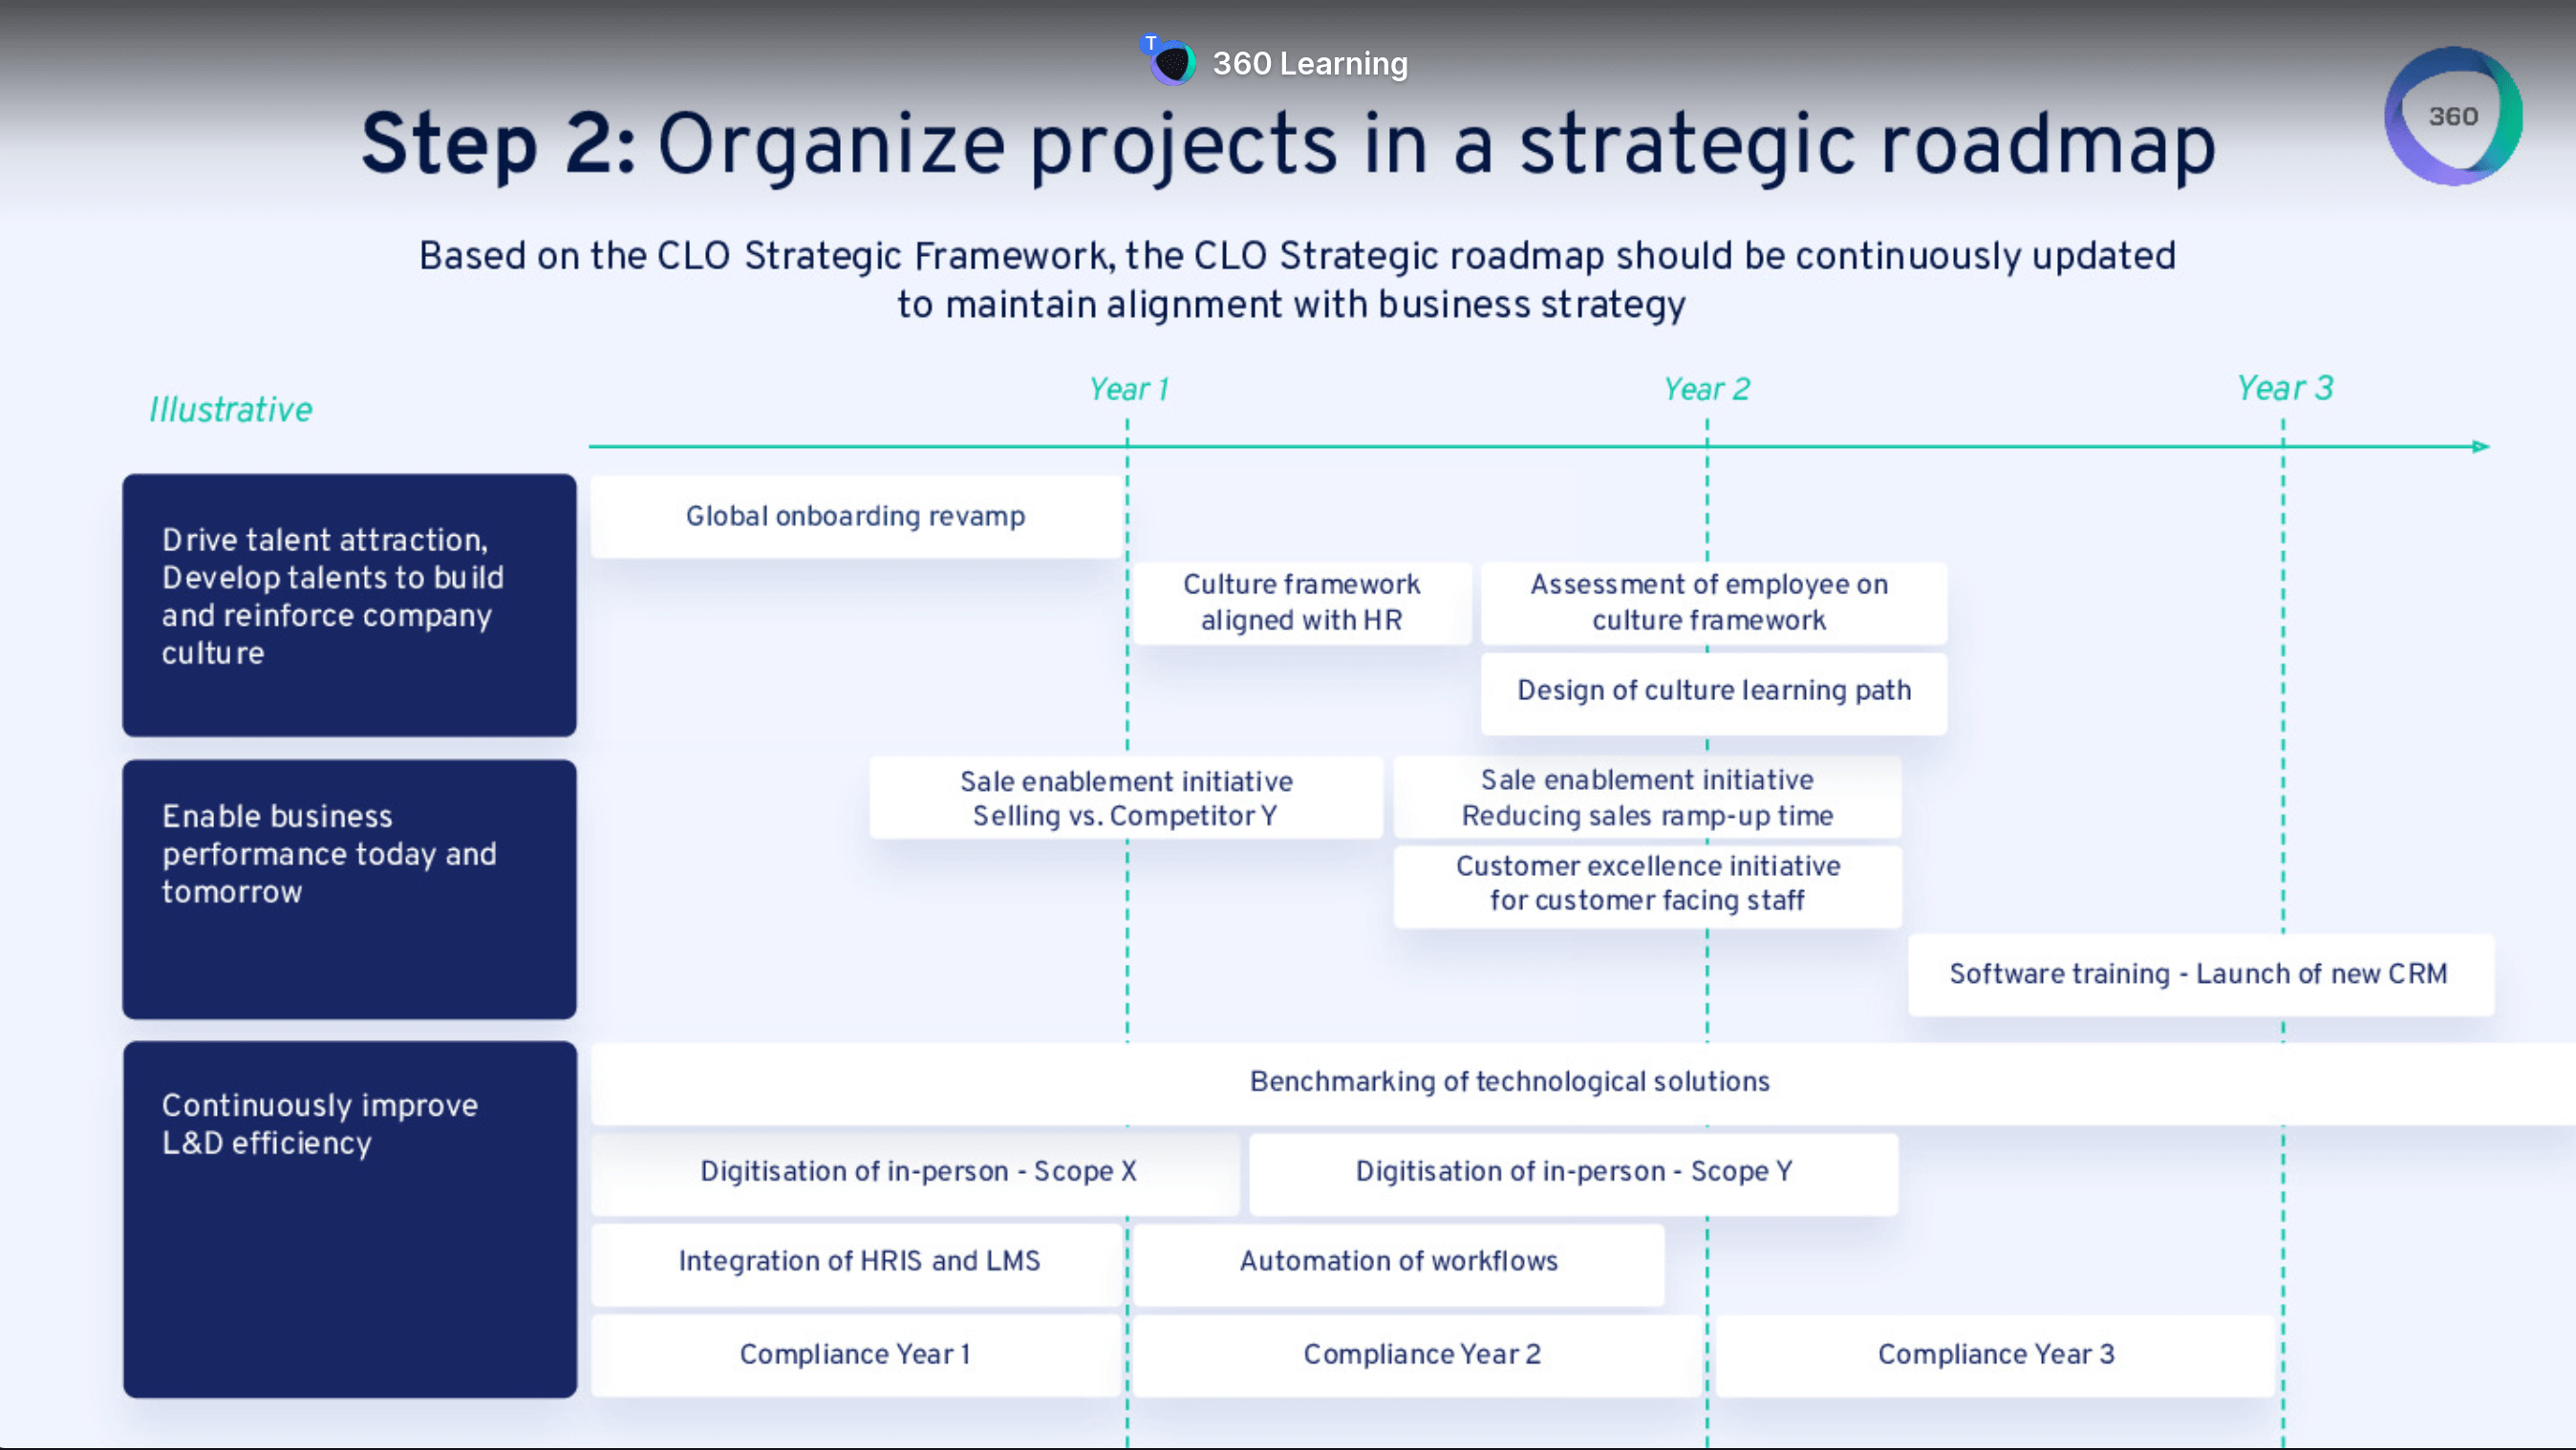 T
360 Learning
360
Step 2: Organize projects in a strategic roadmap
Based on the CLO Strategic Framework, the CLO Strategic roadmap should be continuously updated
to maintain alignment with business strategy
Illustrative
Year 1
Year 2
Year 3
Drive talent attraction,
Develop talents to build
and reinforce company
culture
Global onboarding revamp
Culture framework
aligned with HR
Assessment of employee on
culture framework
Design of culture learning path
Enable business
performance today and
tomorrow
Sale enablement initiative
Selling vs. Competitor Y
Sale enablement initiative
Reducing sales ramp-up time
Customer excellence initiative
for customer facing staff
Software training - Launch of new CRM
Continuously improve
L&D efficiency
Benchmarking of technological solutions
Digitisation of in-person - Scope X
Digitisation of in-person - Scope Y
Integration of HRIS and LMS
Automation of workflows
Compliance Year 1
Compliance Year 2
Compliance Year 3